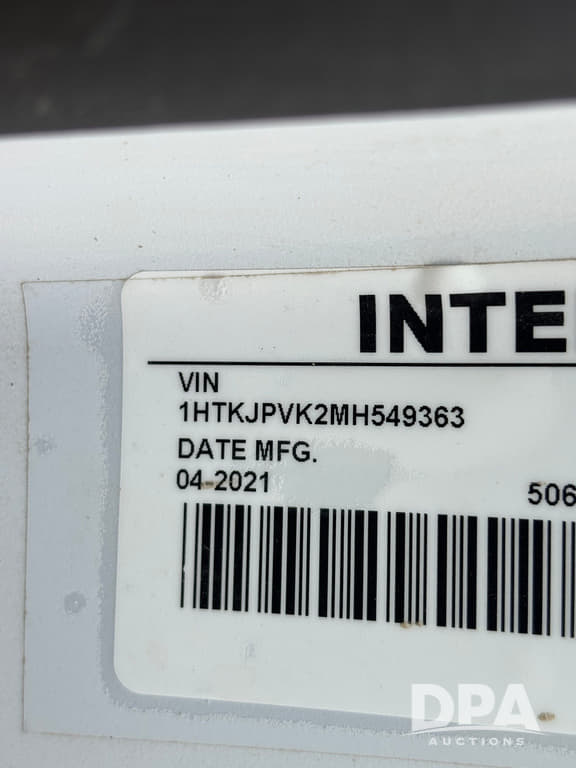 INTE
VIN
1HTKJPVK2MH549363
DATE MFG.
04-2021
506
DPA
AUCTIONS